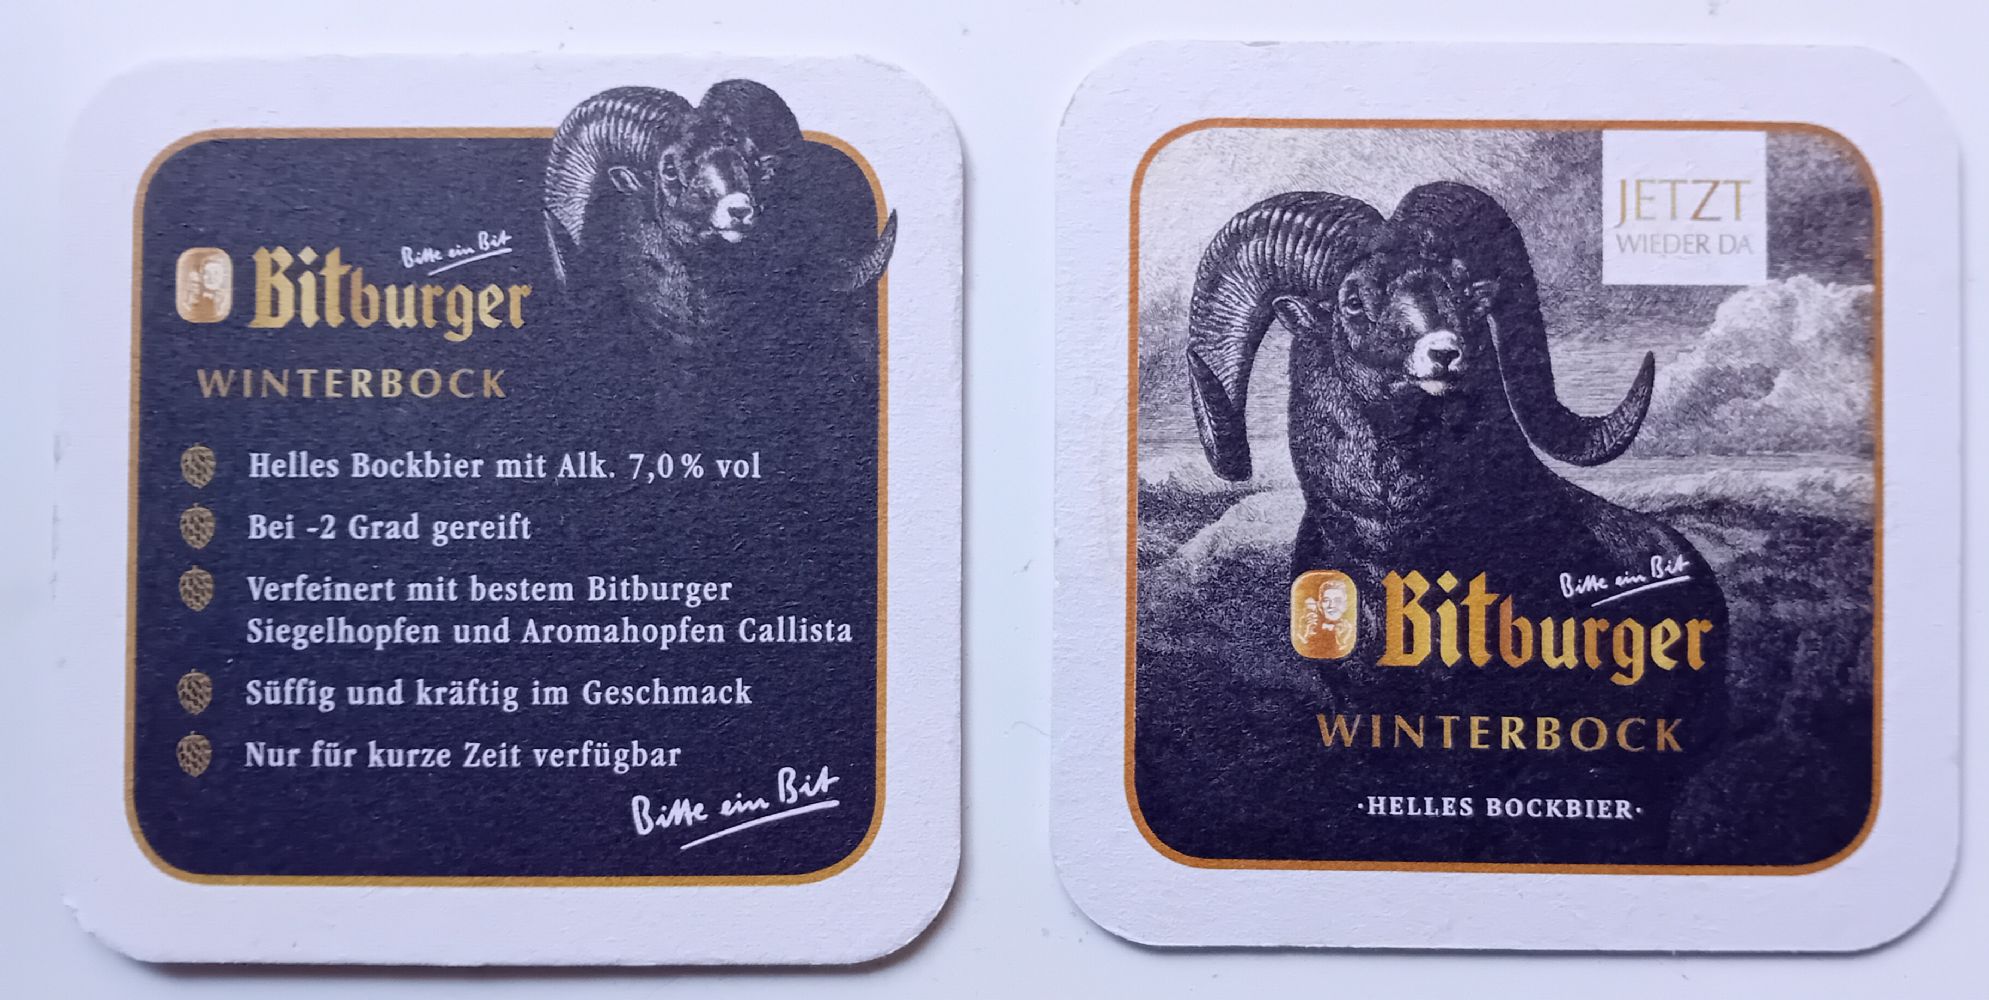 Bitte ein Bit
Bitburger
WINTERBOCK
Helles Bockbier mit Alk. 7,0 % vol
Bei -2 Grad gereift
Verfeinert mit bestem Bitburger
Siegelhopfen und Aromahopfen Callista
Süffig und kräftig im Geschmack
Nur für kurze Zeit verfügbar
Bitte ein Bit
JETZT
WIEDER DA
Bitte ein Bit
Bitburger
WINTERBOCK
·HELLES BOCKBIER·